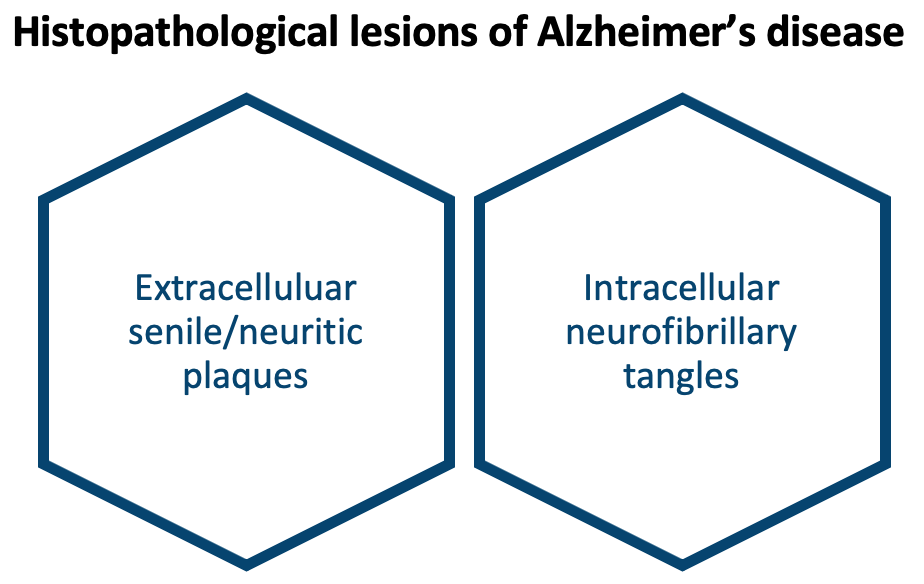 Histopathological lesions of Alzheimer’s disease
Extracelluluar
senile/neuritic
plaques
Intracellular
neurofibrillary
tangles